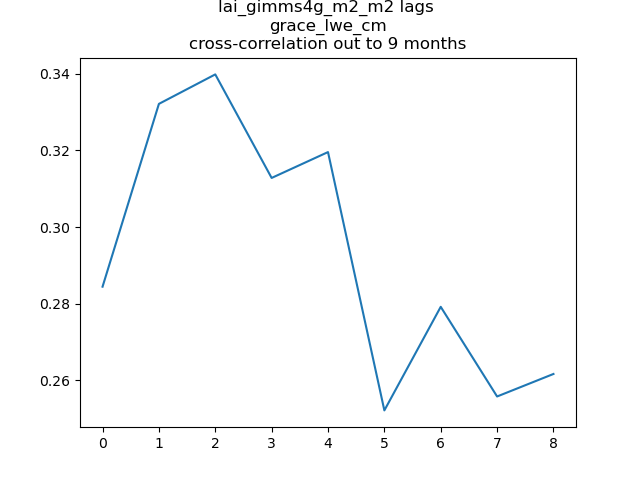 lai_gimms4g_m2_m2 lags
grace_lwe_cm
cross-correlation out to 9 months
0.34
0.32
0.30
0.28
0.26
0 1 2 3 4 5 6 7 8